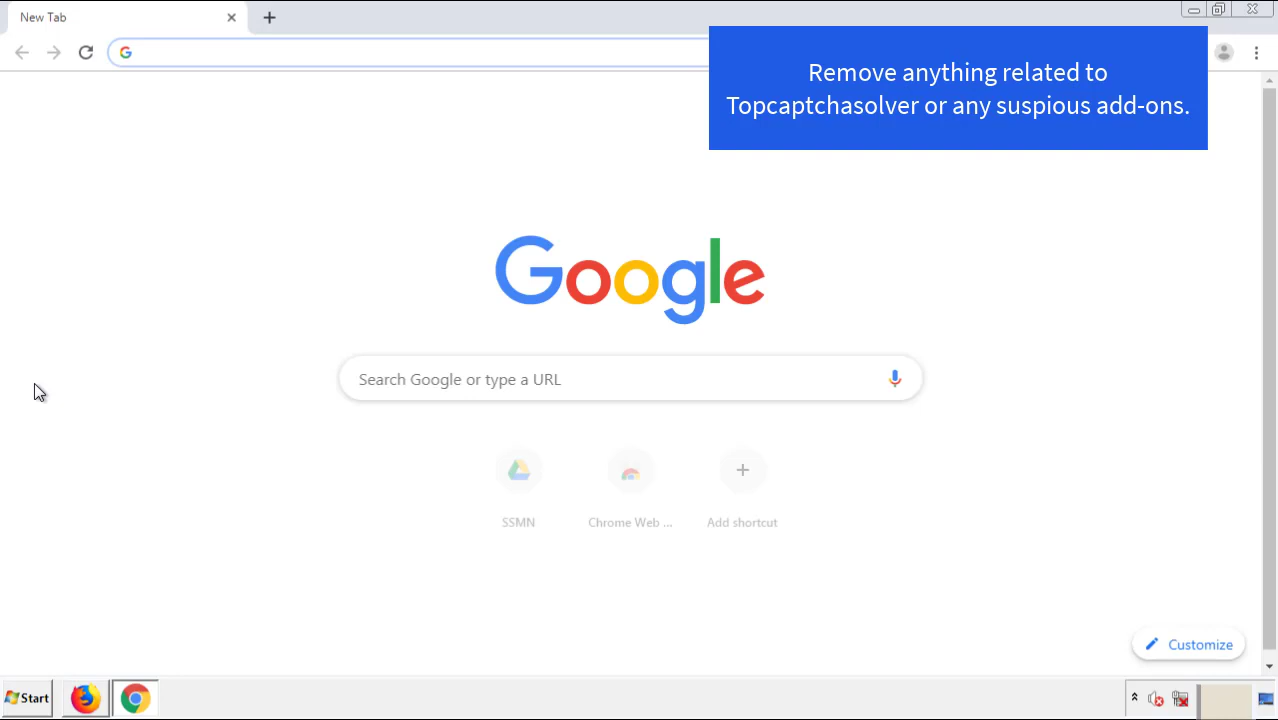 New Tab
Remove anything related to
Topcaptchasolver or any suspious add-ons.
Google
Search Google or type a URL
SSMN
Chrome Web ...
Add shortcut
Customize
Start